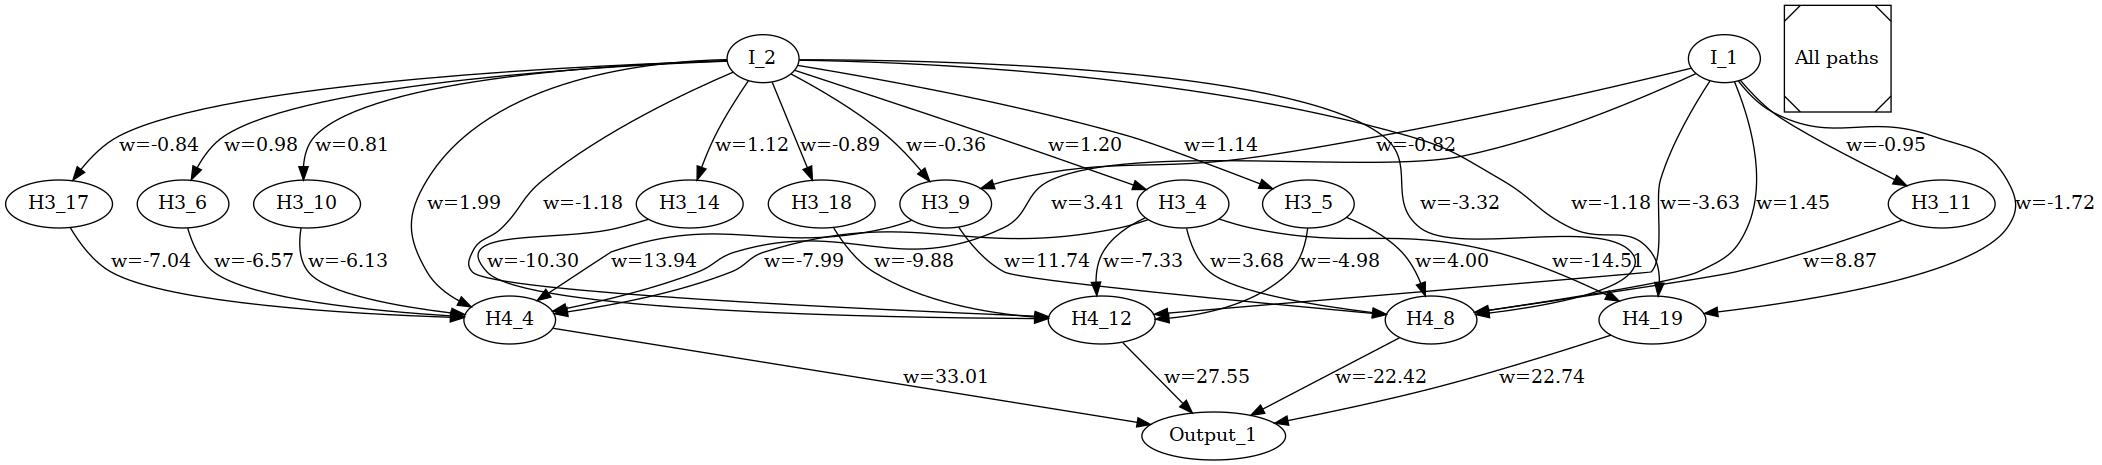 I_2
I_1
All paths
w=-0.84
w=0.98
w=0.81
w=1.12
w=-0.89
w=-0.36
w=1.20
w=1.14
w=-0.82
w=-0.95
H3_17
H3_6
H3_10
w=1.99
w=-1.18
H3_14
H3_18
H3_9
w=3.41
H3_4
H3_5
w=-3.32
w=-1.18
w=-3.63
w=1.45
H3_11
w=-1.72
w=-7.04
w=-6.57
w=-6.13
w=-10.30
w=13.94
w=-7.99
w=-9.88
w=11.74
w=-7.33
w=3.68
w=-4.98
w=4.00
w=-14.51
w=8.87
H4_4
H4_12
H4_8
H4_19
w=33.01
w=27.55
w=-22.42
w=22.74
Output_1